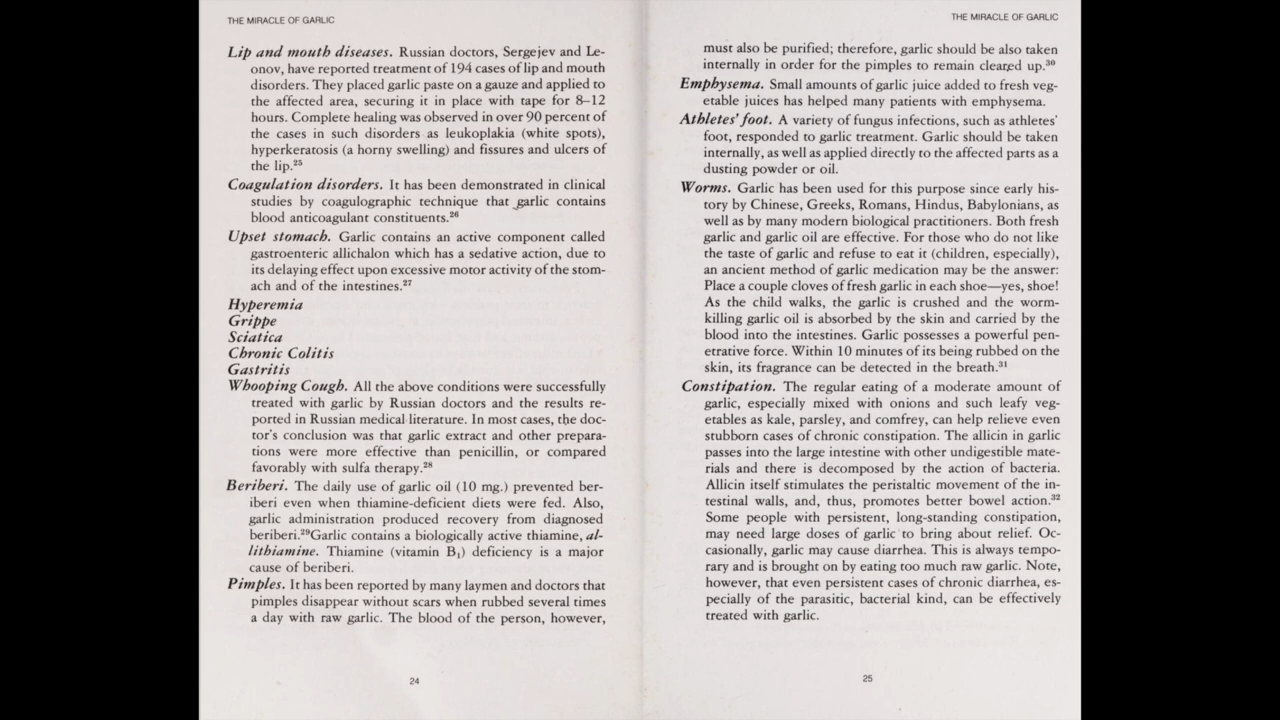 THE MIRACLE OF GARLIC
Lip and mouth diseases. Russian doctors, Sergejev and Le-
onov, have reported treatment of 194 cases of lip and mouth
disorders. They placed garlic paste on a gauze and applied to
the affected area, securing it in place with tape for 8–12
hours. Complete healing was observed in over 90 percent of
the cases in such disorders as leukoplakia (white spots),
hyperkeratosis (a horny swelling) and fissures and ulcers of
the lip.25
Coagulation disorders. It has been demonstrated in clinical
studies by coagulographic technique that garlic contains
blood anticoagulant constituents.26
Upset stomach. Garlic contains an active component called
gastroenteric allichalon which has a sedative action, due to
its delaying effect upon excessive motor activity of the stom-
ach and of the intestines.27
Hyperemia
Grippe
Sciatica
Chronic Colitis
Gastritis
Whooping Cough. All the above conditions were successfully
treated with garlic by Russian doctors and the results re-
ported in Russian medical literature. In most cases, the doc-
tor's conclusion was that garlic extract and other prepara-
tions were more effective than penicillin, or compared
favorably with sulfa therapy.28
Beriberi. The daily use of garlic oil (10 mg.) prevented ber-
iberi even when thiamine-deficient diets were fed. Also,
garlic administration produced recovery from diagnosed
beriberi.29Garlic contains a biologically active thiamine, al-
lithiamine. Thiamine (vitamin B1) deficiency is a major
cause of beriberi.
Pimples. It has been reported by many laymen and doctors that
pimples disappear without scars when rubbed several times
a day with raw garlic. The blood of the person, however,
24
THE MIRACLE OF GARLIC
must also be purified; therefore, garlic should be also taken
internally in order for the pimples to remain cleared up.30
Emphysema. Small amounts of garlic juice added to fresh veg-
etable juices has helped many patients with emphysema.
Athletes' foot. A variety of fungus infections, such as athletes'
foot, responded to garlic treatment. Garlic should be taken
internally, as well as applied directly to the affected parts as a
dusting powder or oil.
Worms. Garlic has been used for this purpose since early his-
tory by Chinese, Greeks, Romans, Hindus, Babylonians, as
well as by many modern biological practitioners. Both fresh
garlic and garlic oil are effective. For those who do not like
the taste of garlic and refuse to eat it (children, especially),
an ancient method of garlic medication may be the answer:
Place a couple cloves of fresh garlic in each shoe—yes, shoe!
As the child walks, the garlic is crushed and the worm-
killing garlic oil is absorbed by the skin and carried by the
blood into the intestines. Garlic possesses a powerful pen-
etrative force. Within 10 minutes of its being rubbed on the
skin, its fragrance can be detected in the breath.31
Constipation. The regular eating of a moderate amount of
garlic, especially mixed with onions and such leafy veg-
etables as kale, parsley, and comfrey, can help relieve even
stubborn cases of chronic constipation. The allicin in garlic
passes into the large intestine with other undigestible mate-
rials and there is decomposed by the action of bacteria.
Allicin itself stimulates the peristaltic movement of the in-
testinal walls, and, thus, promotes better bowel action.32
Some people with persistent, long-standing constipation,
may need large doses of garlic to bring about relief. Oc-
casionally, garlic may cause diarrhea. This is always tempo-
rary and is brought on by eating too much raw garlic. Note,
however, that even persistent cases of chronic diarrhea, es-
pecially of the parasitic, bacterial kind, can be effectively
treated with garlic.
25